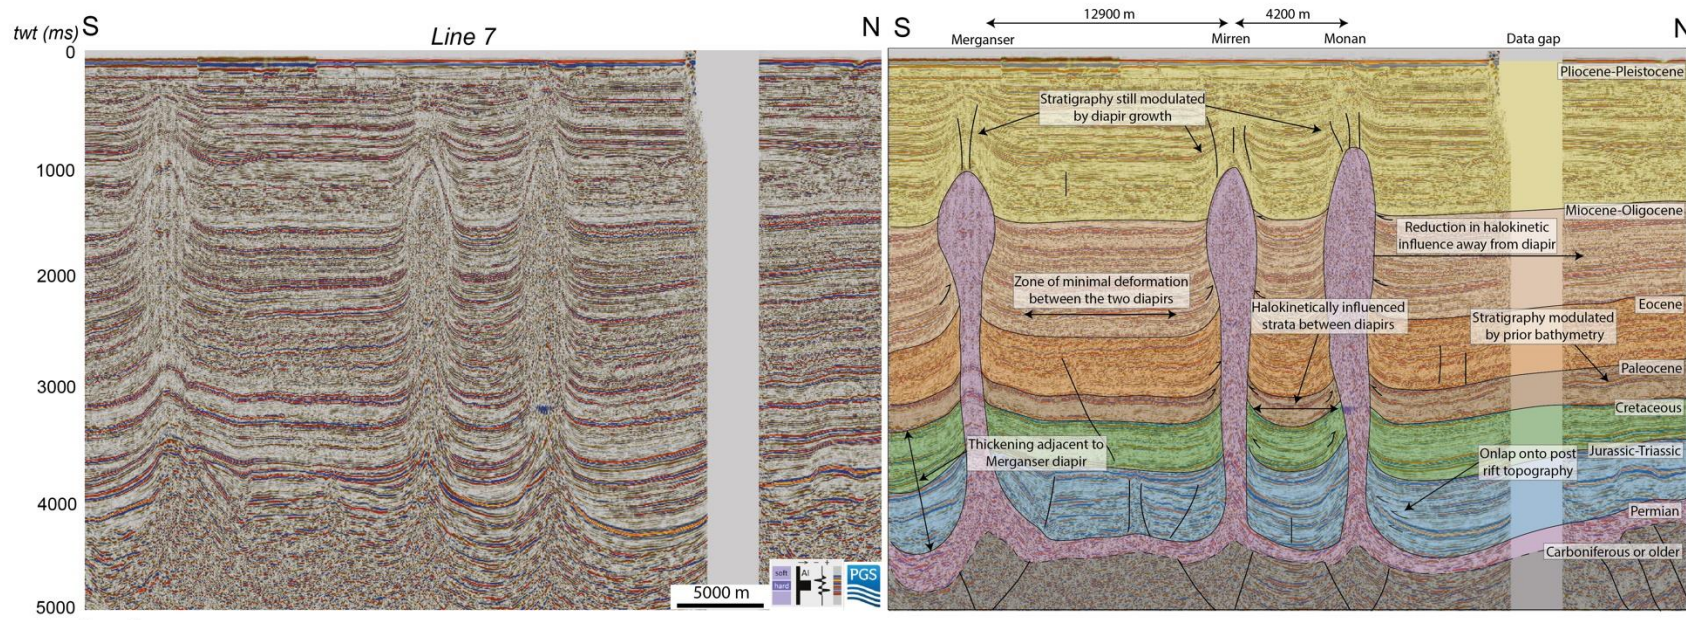 twt (ms)
S
Line 7
N
0
1000
2000
3000
4000
5000
5000 m
soft
hard
AI
- +
PGS
S
12900 m
4200 m
N
Merganser
Mirren
Monan
Data gap
Pliocene-Pleistocene
Stratigraphy still modulated
by diapir growth
Miocene-Oligocene
Reduction in halokinetic
influence away from diapir
Zone of minimal deformation
between the two diapirs
Eocene
Halokinetically influenced
strata between diapirs
Stratigraphy modulated
by prior bathymetry
Paleocene
Cretaceous
Thickening adjacent to
Merganser diapir
Onlap onto post
rift topography
Jurassic-Triassic
Permian
Carboniferous or older